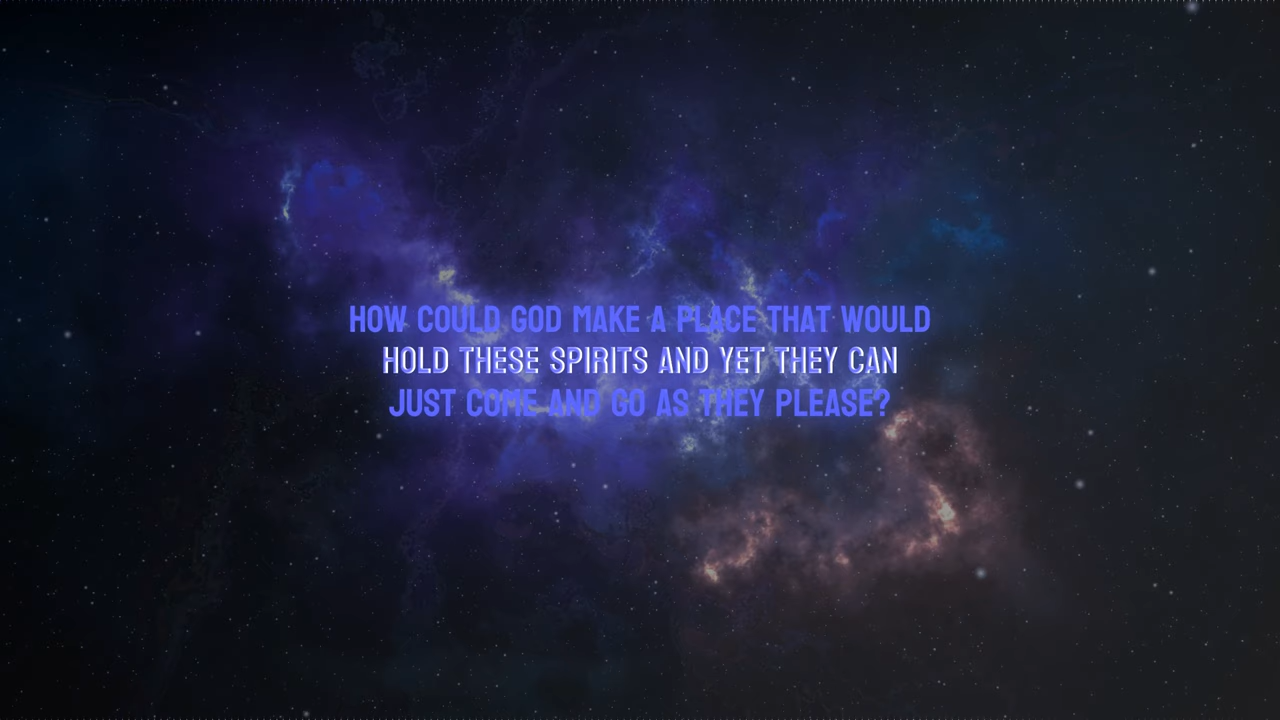 HOW COULD GOD MAKE A PLACE THAT WOULD
HOLD THESE SPIRITS AND YET THEY CAN
JUST COME AND GO AS THEY PLEASE?